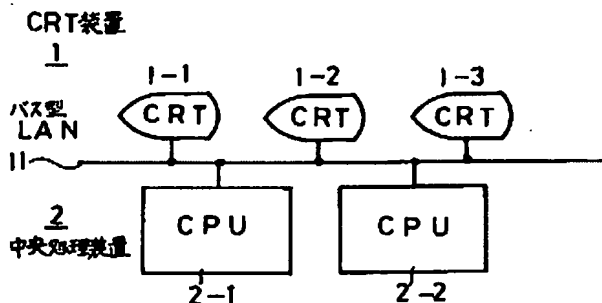 CRT装置
1
1-1 1-2 1-3
CRT CRT CRT
バス型
LAN
11
2
中央処理装置
CPU CPU
2-1 2-2